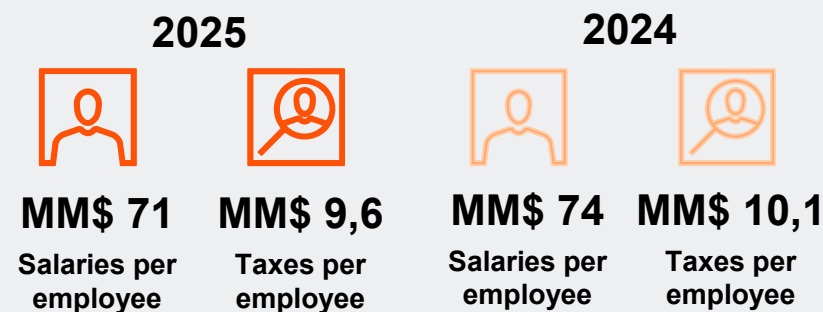 2025
MM$ 71
Salaries per
employee
MM$ 9,6
Taxes per
employee
2024
MM$ 74
Salaries per
employee
MM$ 10,1
Taxes per
employee